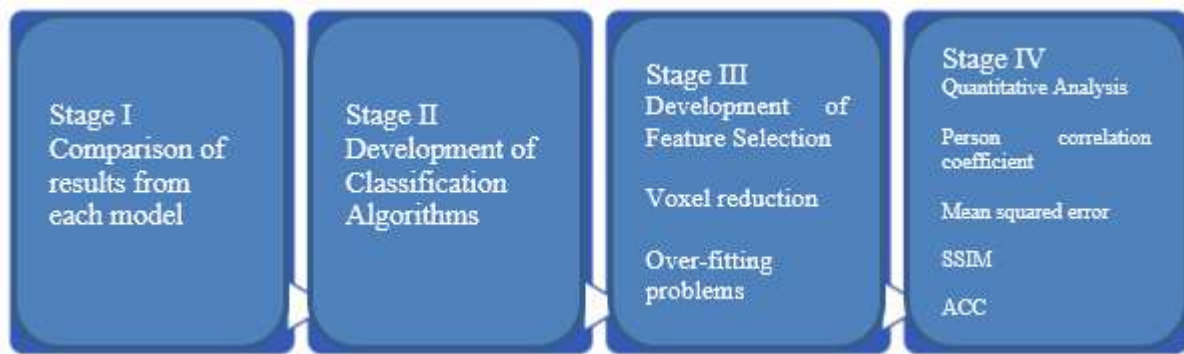 Stage I
Comparison of
results from
each model
Stage II
Development of
Classification
Algorithms
Stage III
Development of
Feature Selection
Voxel reduction
Over-fitting
problems
Stage IV
Quantitative Analysis
Person correlation
coefficient
Mean squared error
SSIM
ACC